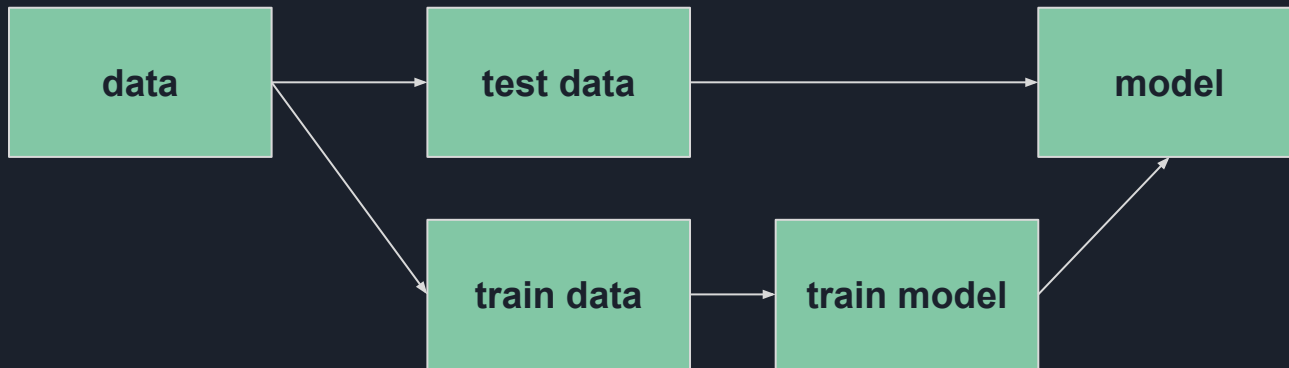 data
test data
model
train data
train model